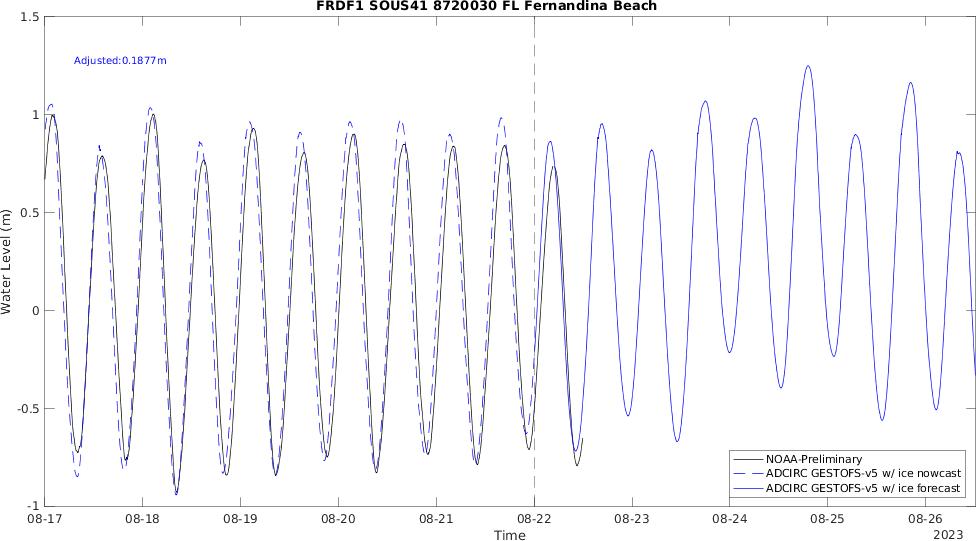 FRDF1 SOUS41 8720030 FL Fernandina Beach
1.5
Adjusted:0.1877m
1
0.5
0
-0.5
-1
Water Level (m)
NOAA-Preliminary
ADCIRC GESTOFS-v5 w/ ice nowcast
ADCIRC GESTOFS-v5 w/ ice forecast
08-17 08-18 08-19 08-20 08-21 08-22 08-23 08-24 08-25 08-26
Time
2023